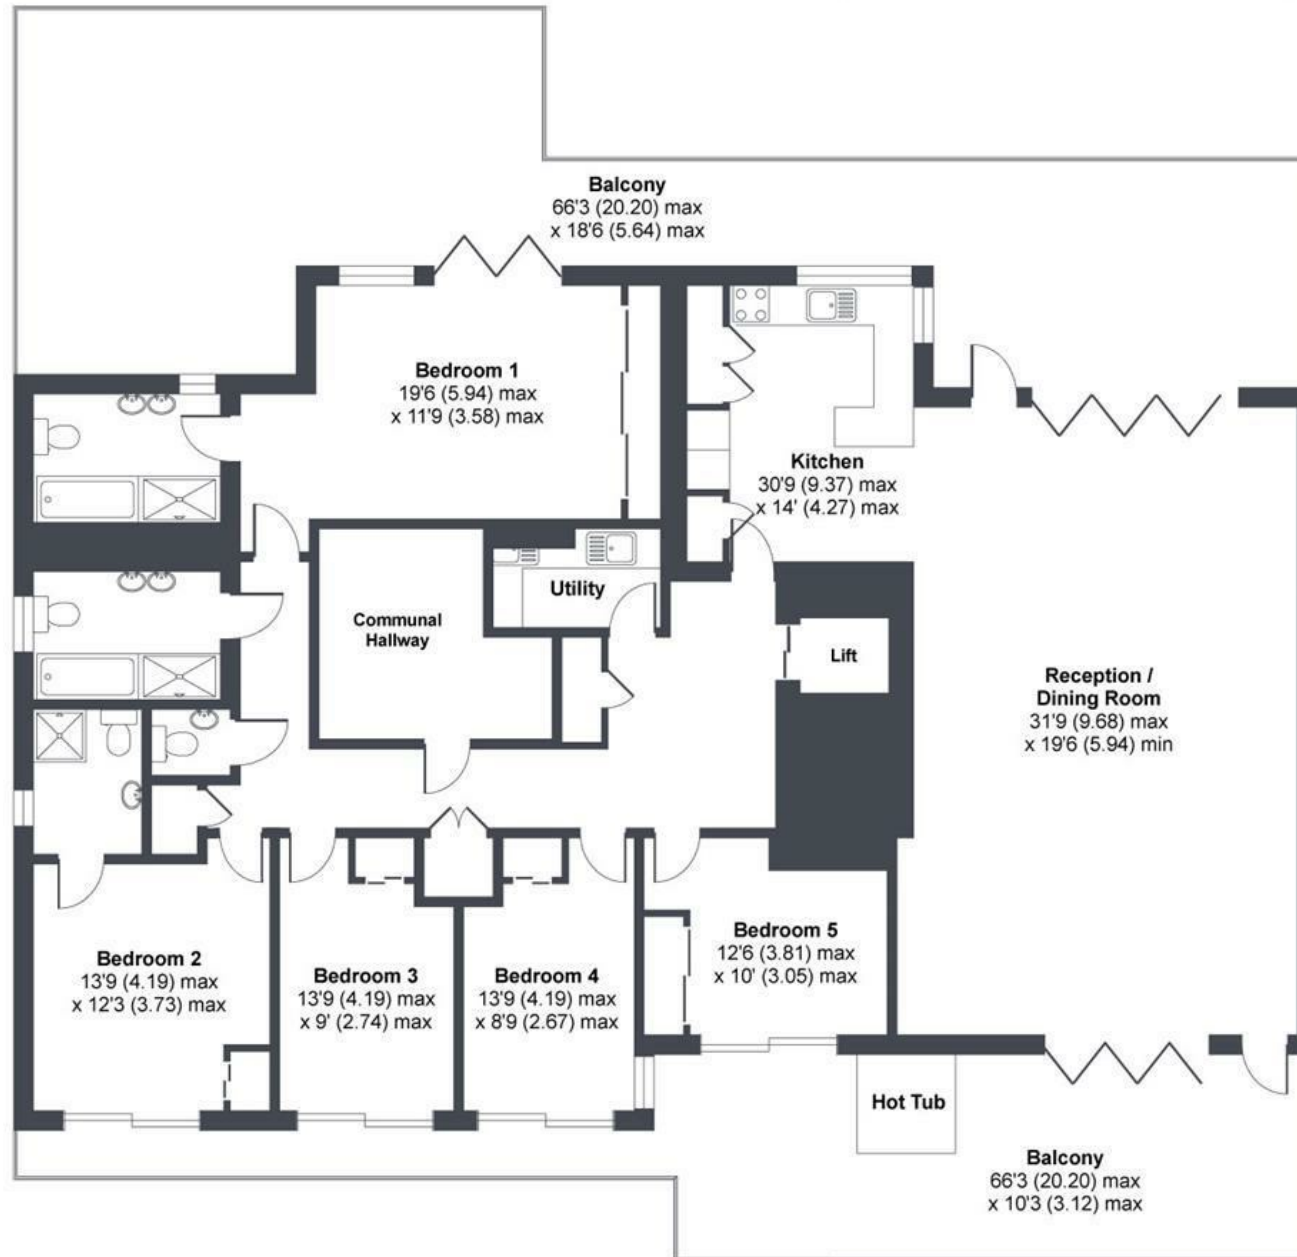 Balcony
66'3 (20.20) max
x 18'6 (5.64) max
Bedroom 1
19'6 (5.94) max
x 11'9 (3.58) max
Kitchen
30'9 (9.37) max
x 14' (4.27) max
Utility
Communal
Hallway
Lift
Reception /
Dining Room
31'9 (9.68) max
x 19'6 (5.94) min
Bedroom 2
13'9 (4.19) max
x 12'3 (3.73) max
Bedroom 3
13'9 (4.19) max
x 9' (2.74) max
Bedroom 4
13'9 (4.19) max
x 8'9 (2.67) max
Bedroom 5
12'6 (3.81) max
x 10' (3.05) max
Hot Tub
Balcony
66'3 (20.20) max
x 10'3 (3.12) max